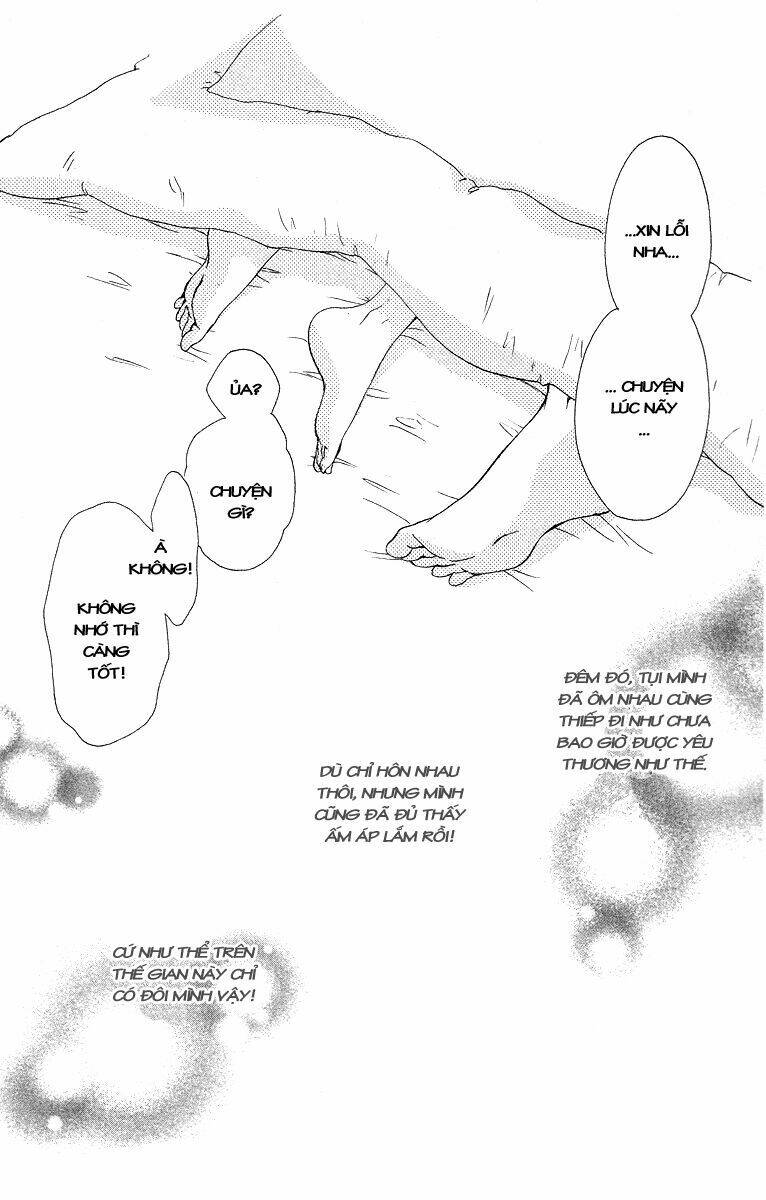 ...XIN LỖI
NHA...
... CHUYỆN
LÚC NÃY
...
ỦA?
CHUYỆN
GÌ?
À
KHÔNG!
KHÔNG
NHỚ THÌ
CÀNG
TỐT!
ĐÊM ĐÓ, TỤI MÌNH
ĐÃ ÔM NHAU CÙNG
THIẾP ĐI NHƯ CHƯA
BAO GIỜ ĐƯỢC YÊU
THƯƠNG NHƯ THẾ.
DÙ CHỈ HÔN NHAU
THÔI, NHƯNG MÌNH
CŨNG ĐÃ ĐỦ THẤY
ẤM ÁP LẮM RỒI!
CỨ NHƯ THỂ TRÊN
THẾ GIAN NÀY CHỈ
CÓ ĐÔI MÌNH VẬY!